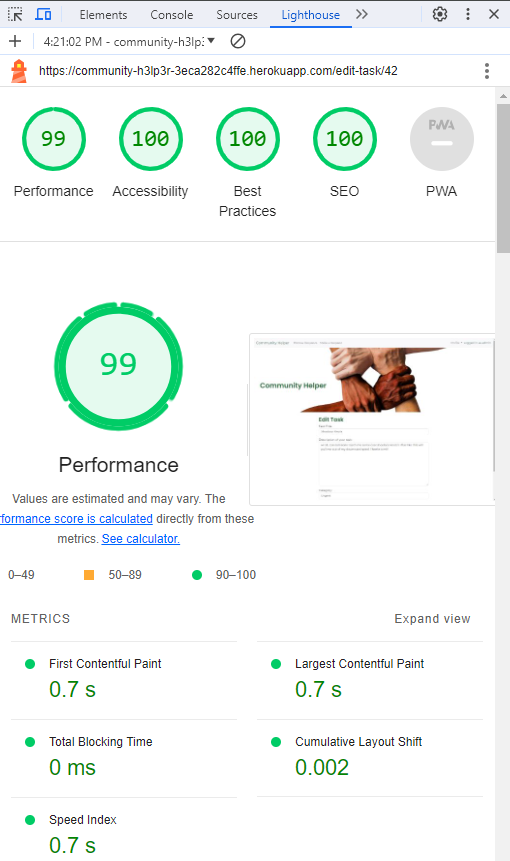 Elements Console Sources Lighthouse
4:21:02 PM - community-h3lp3
https://community-h3lp3r-3eca282c4ffe.herokuapp.com/edit-task/42
99 100 100 100 PWA
Performance Accessibility Best Practices SEO PWA
99
Community Helper
Edit Task
Performance
Values are estimated and may vary. The
rformance score is calculated directly from these
metrics. See calculator.
0–49 50–89 90–100
METRICS Expand view
First Contentful Paint
0.7 s
Largest Contentful Paint
0.7 s
Total Blocking Time
0 ms
Cumulative Layout Shift
0.002
Speed Index
0.7 s